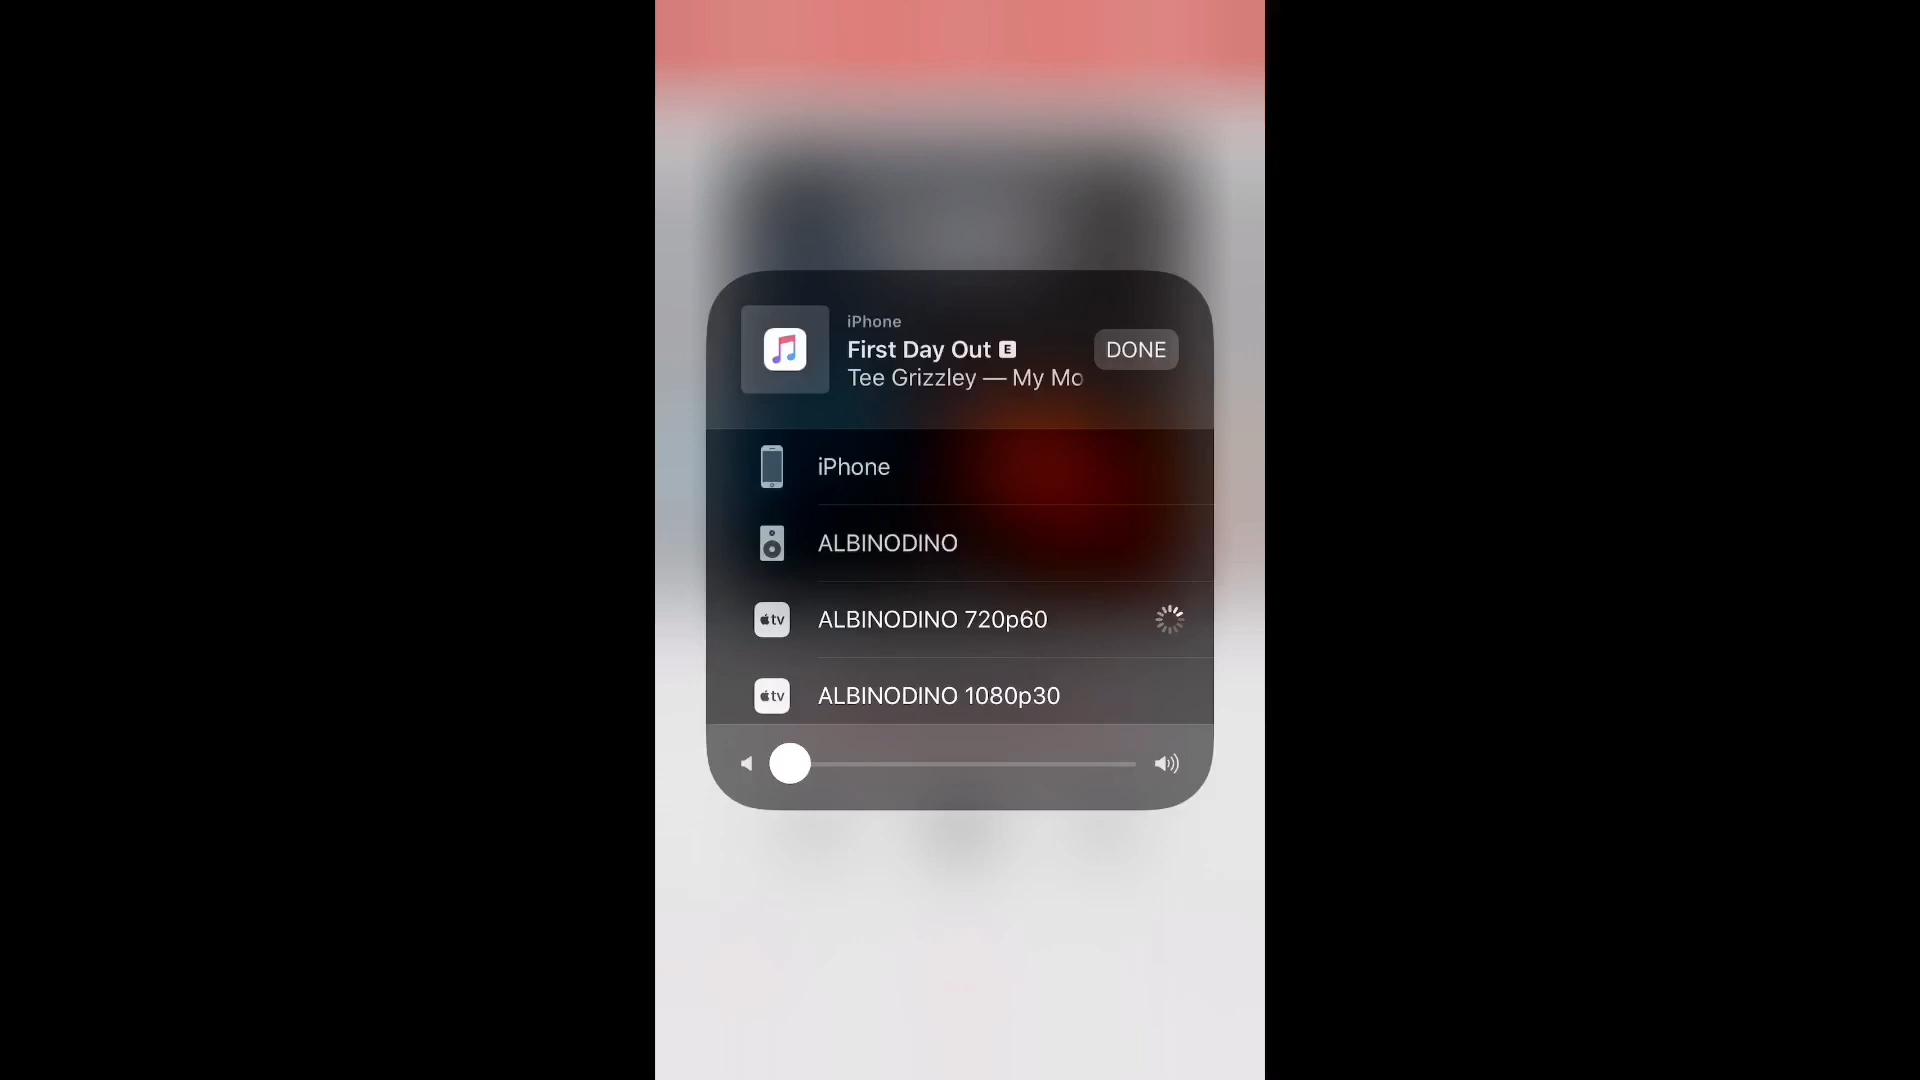 iPhone
First Day Out E
Tee Grizzley — My Mo
DONE
iPhone
ALBINODINO
tv ALBINODINO 720p60
tv ALBINODINO 1080p30